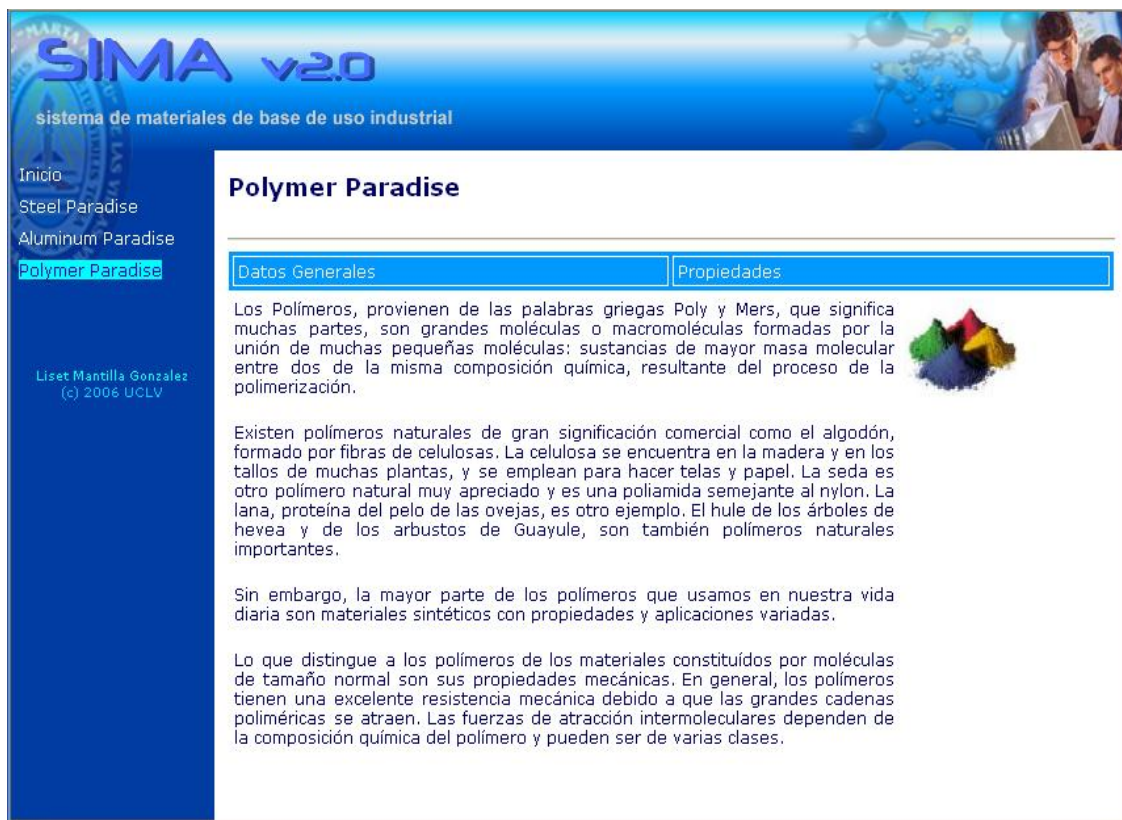 SIMA v2.0
sistema de materiales de base de uso industrial
Inicio
Steel Paradise
Aluminum Paradise
Polymer Paradise
Liset Mantilla Gonzalez
(c) 2006 UCLV
Polymer Paradise
Datos Generales
Propiedades
Los Polímeros, provienen de las palabras griegas Poly y Mers, que significa
muchas partes, son grandes moléculas o macromoléculas formadas por la
unión de muchas pequeñas moléculas: sustancias de mayor masa molecular
entre dos de la misma composición química, resultante del proceso de la
polimerización.
Existen polímeros naturales de gran significación comercial como el algodón,
formado por fibras de celulosas. La celulosa se encuentra en la madera y en los
tallos de muchas plantas, y se emplean para hacer telas y papel. La seda es
otro polímero natural muy apreciado y es una poliamida semejante al nylon. La
lana, proteína del pelo de las ovejas, es otro ejemplo. El hule de los árboles de
hevea y de los arbustos de Guayule, son también polímeros naturales
importantes.
Sin embargo, la mayor parte de los polímeros que usamos en nuestra vida
diaria son materiales sintéticos con propiedades y aplicaciones variadas.
Lo que distingue a los polímeros de los materiales constituídos por moléculas
de tamaño normal son sus propiedades mecánicas. En general, los polímeros
tienen una excelente resistencia mecánica debido a que las grandes cadenas
poliméricas se atraen. Las fuerzas de atracción intermoleculares dependen de
la composición química del polímero y pueden ser de varias clases.